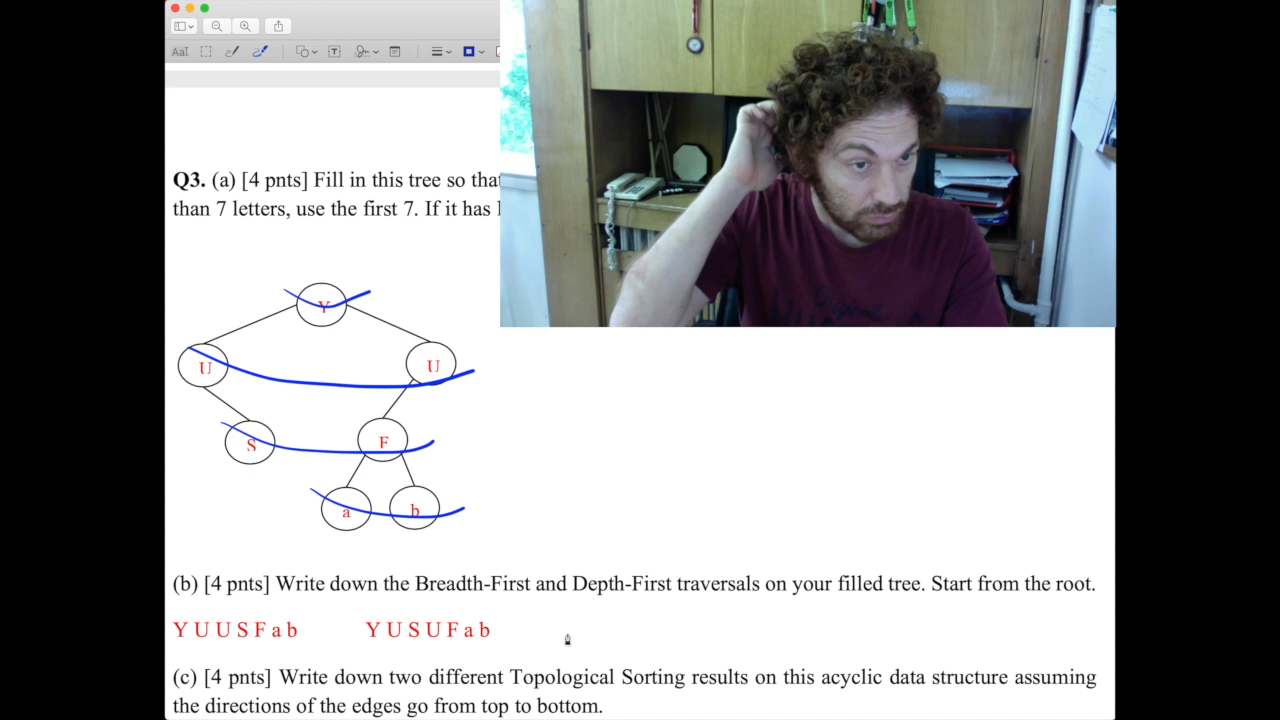 AaI
Q3. (a) [4 pnts] Fill in this tree so
than 7 letters, use the first 7. If it has
Y
U U
S F
a b
(b) [4 pnts] Write down the Breadth-First and Depth-First traversals on your filled tree. Start from the root.
Y U U S F a b Y U S U F a b
(c) [4 pnts] Write down two different Topological Sorting results on this acyclic data structure assuming
the directions of the edges go from top to bottom.